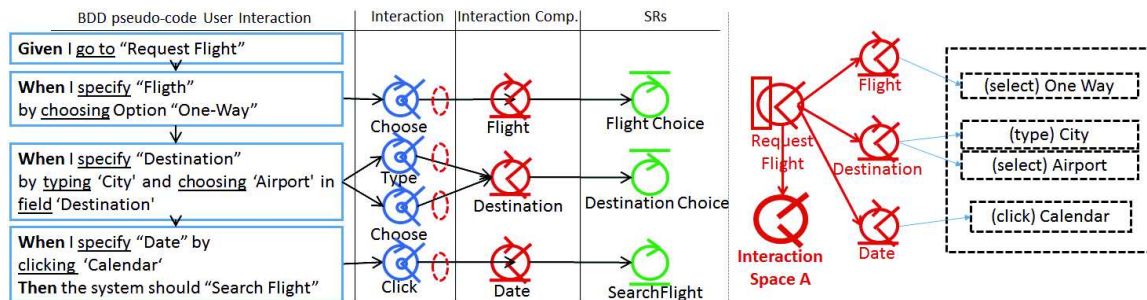 BDD pseudo-code User Interaction
Interaction
Interaction Comp.
SRs
Given I go to “Request Flight”
When I specify “Fligth”
by choosing Option “One-Way”
Choose
Flight
Flight Choice
When I specify “Destination”
by typing ‘City' and choosing ‘Airport' in
field ‘Destination'
Type
Choose
Destination
Destination Choice
When I specify “Date” by
clicking ‘Calendar‘
Then the system should “Search Flight”
Click
Date
SearchFlight
Request
Flight
Interaction
Space A
Flight
Destination
Date
(select) One Way
(type) City
(select) Airport
(click) Calendar